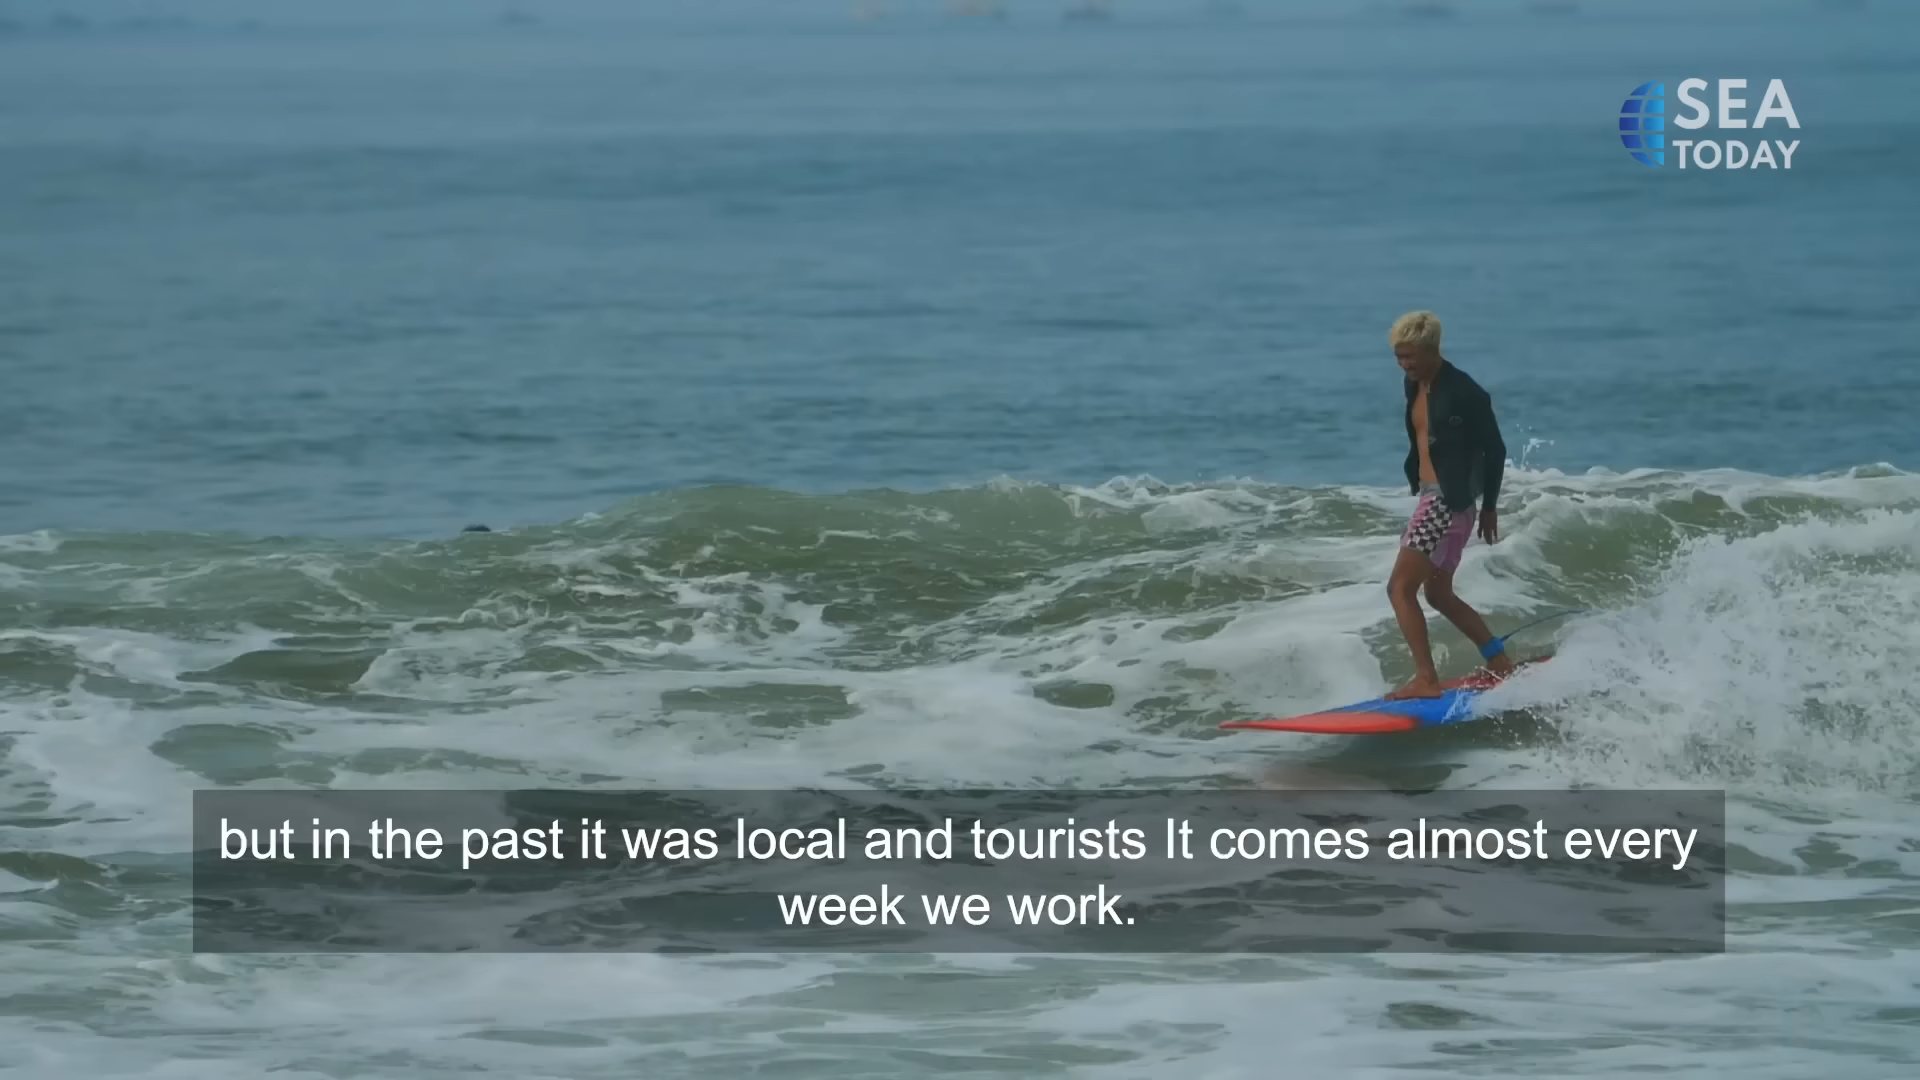 SEA
TODAY
but in the past it was local and tourists It comes almost every
week we work.